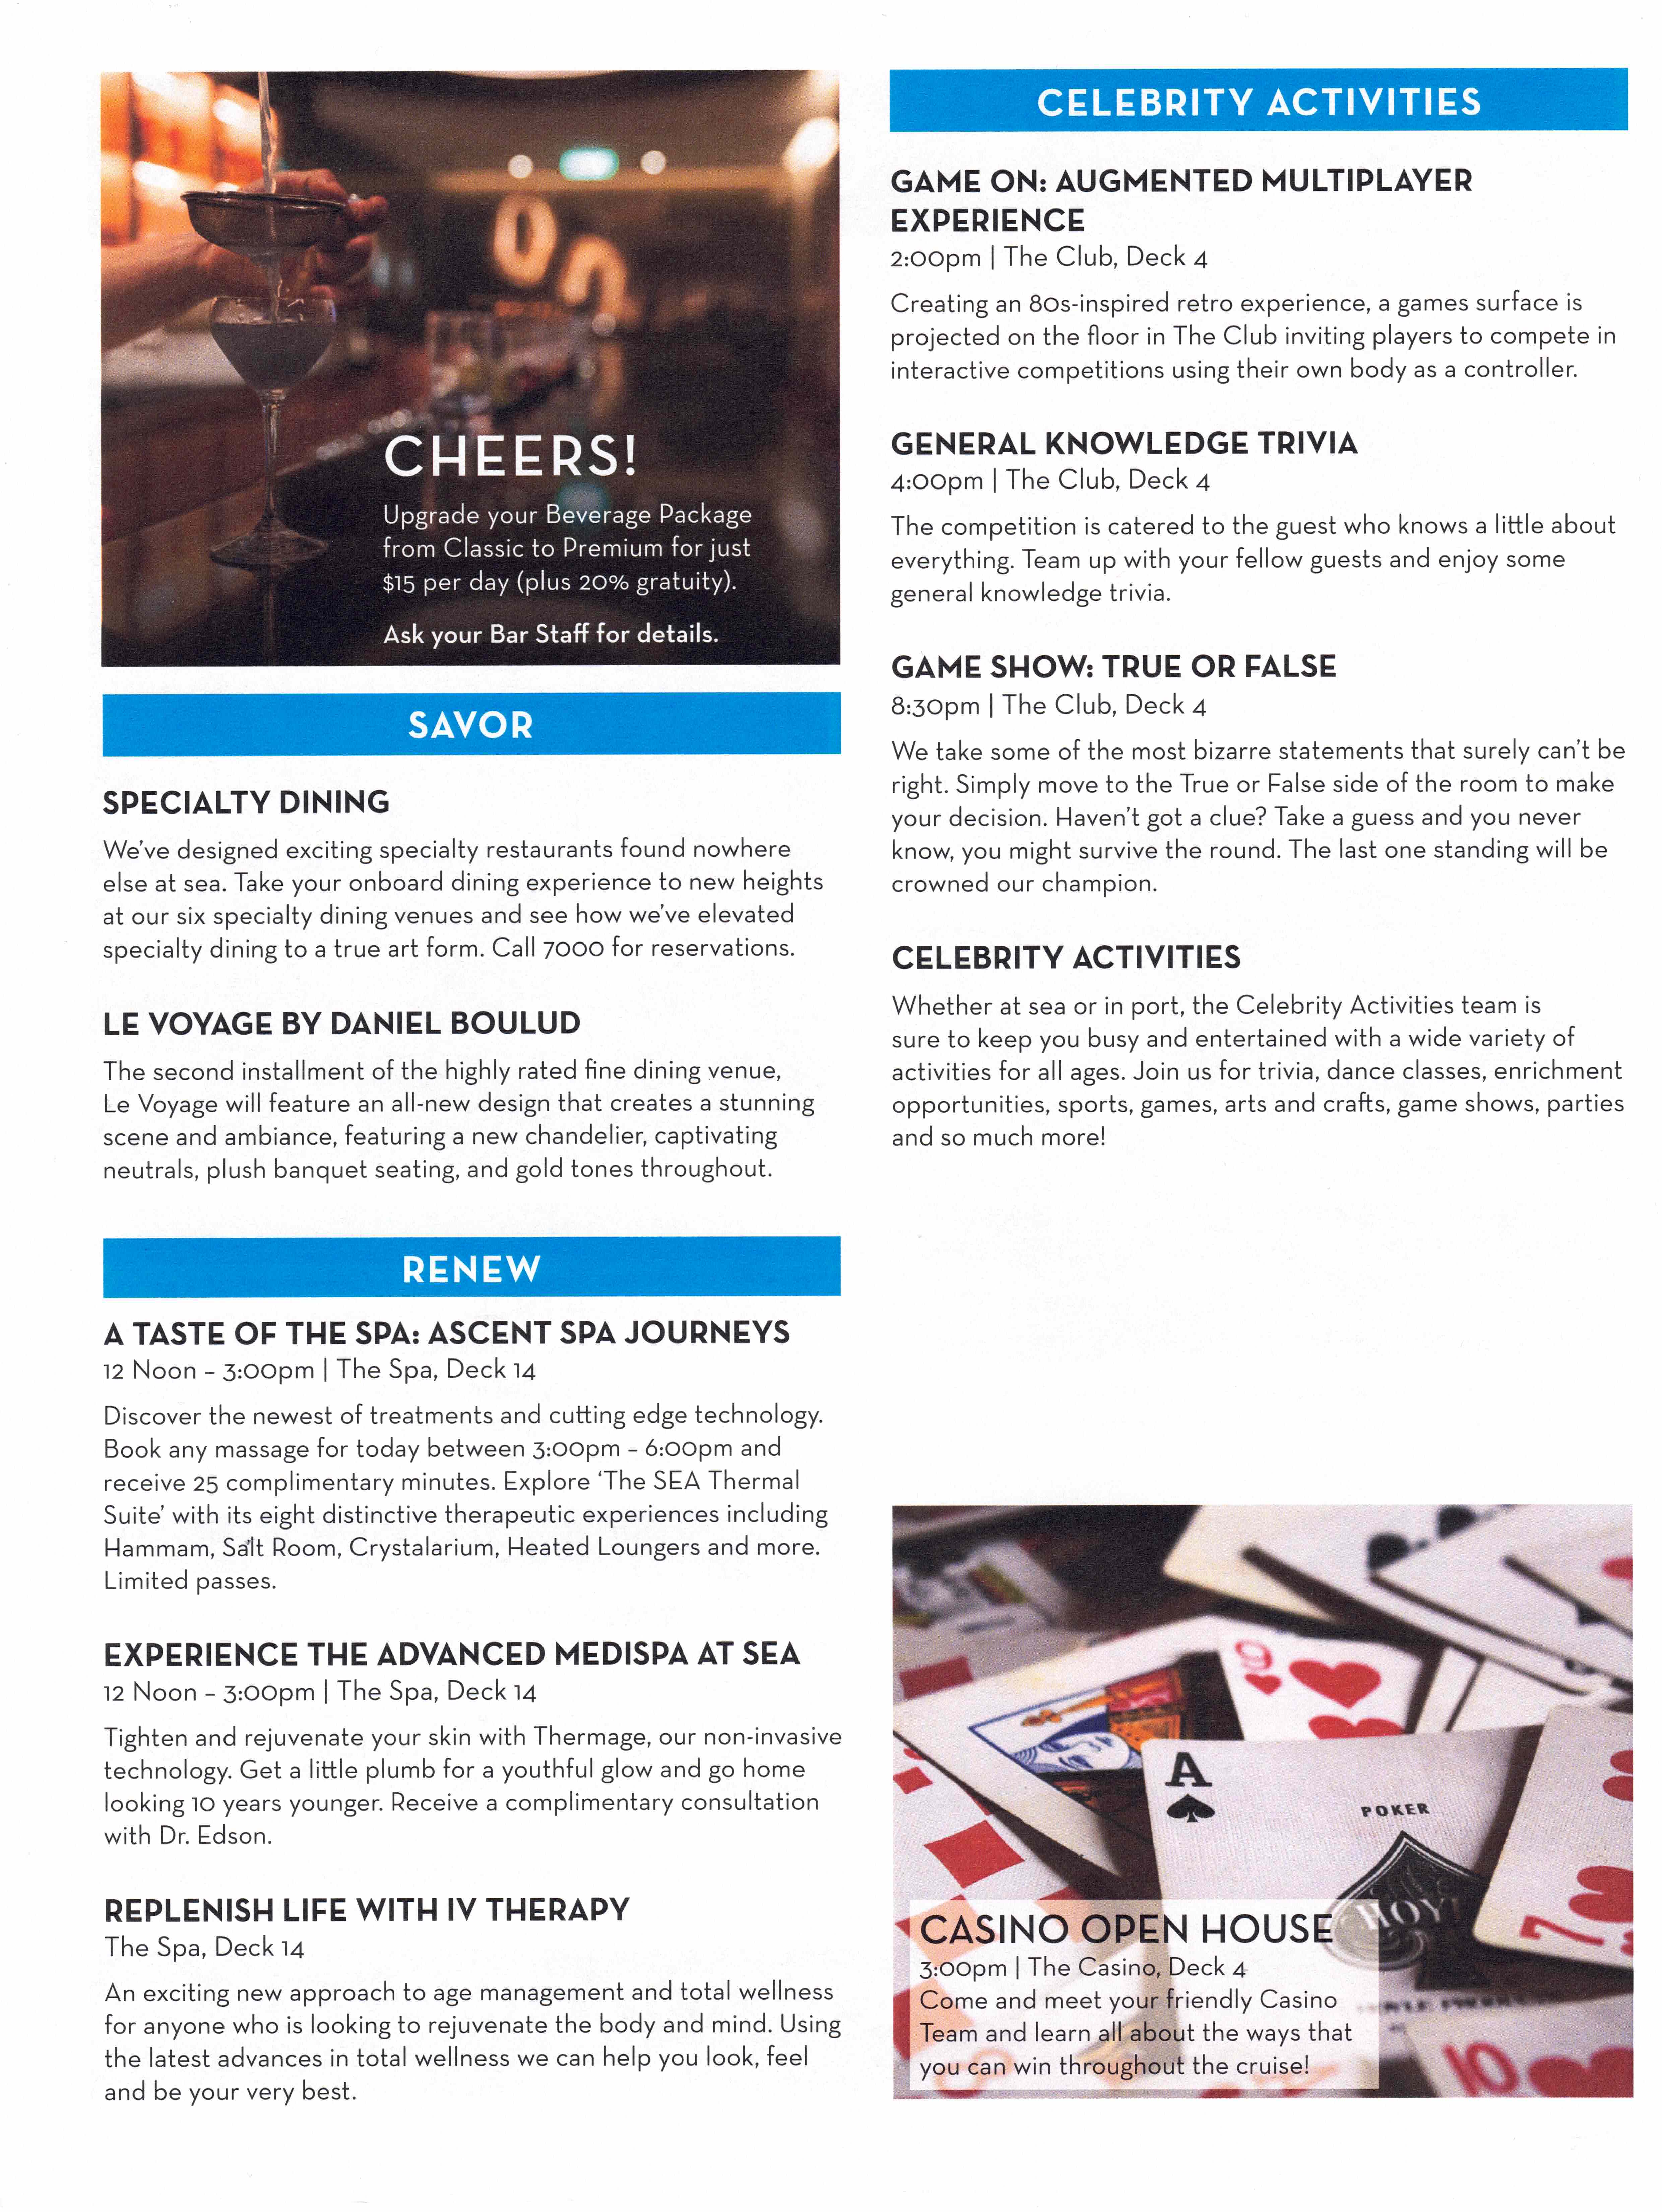 CHEERS!
Upgrade your Beverage Package
from Classic to Premium for just
$15 per day (plus 20% gratuity).
Ask your Bar Staff for details.
SAVOR
SPECIALTY DINING
We've designed exciting specialty restaurants found nowhere
else at sea. Take your onboard dining experience to new heights
at our six specialty dining venues and see how we've elevated
specialty dining to a true art form. Call 7000 for reservations.
LE VOYAGE BY DANIEL BOULUD
The second installment of the highly rated fine dining venue,
Le Voyage will feature an all-new design that creates a stunning
scene and ambiance, featuring a new chandelier, captivating
neutrals, plush banquet seating, and gold tones throughout.
RENEW
A TASTE OF THE SPA: ASCENT SPA JOURNEYS
12 Noon – 3:00pm | The Spa, Deck 14
Discover the newest of treatments and cutting edge technology.
Book any massage for today between 3:00pm – 6:00pm and
receive 25 complimentary minutes. Explore 'The SEA Thermal
Suite' with its eight distinctive therapeutic experiences including
Hammam, Salt Room, Crystalarium, Heated Loungers and more.
Limited passes.
EXPERIENCE THE ADVANCED MEDISPA AT SEA
12 Noon – 3:00pm | The Spa, Deck 14
Tighten and rejuvenate your skin with Thermage, our non-invasive
technology. Get a little plumb for a youthful glow and go home
looking 10 years younger. Receive a complimentary consultation
with Dr. Edson.
REPLENISH LIFE WITH IV THERAPY
The Spa, Deck 14
An exciting new approach to age management and total wellness
for anyone who is looking to rejuvenate the body and mind. Using
the latest advances in total wellness we can help you look, feel
and be your very best.
CELEBRITY ACTIVITIES
GAME ON: AUGMENTED MULTIPLAYER
EXPERIENCE
2:00pm | The Club, Deck 4
Creating an 80s-inspired retro experience, a games surface is
projected on the floor in The Club inviting players to compete in
interactive competitions using their own body as a controller.
GENERAL KNOWLEDGE TRIVIA
4:00pm | The Club, Deck 4
The competition is catered to the guest who knows a little about
everything. Team up with your fellow guests and enjoy some
general knowledge trivia.
GAME SHOW: TRUE OR FALSE
8:30pm | The Club, Deck 4
We take some of the most bizarre statements that surely can't be
right. Simply move to the True or False side of the room to make
your decision. Haven't got a clue? Take a guess and you never
know, you might survive the round. The last one standing will be
crowned our champion.
CELEBRITY ACTIVITIES
Whether at sea or in port, the Celebrity Activities team is
sure to keep you busy and entertained with a wide variety of
activities for all ages. Join us for trivia, dance classes, enrichment
opportunities, sports, games, arts and crafts, game shows, parties
and so much more!
A
POKER
7
10
CASINO OPEN HOUSE
3:00pm | The Casino, Deck 4
Come and meet your friendly Casino
Team and learn all about the ways that
you can win throughout the cruise!